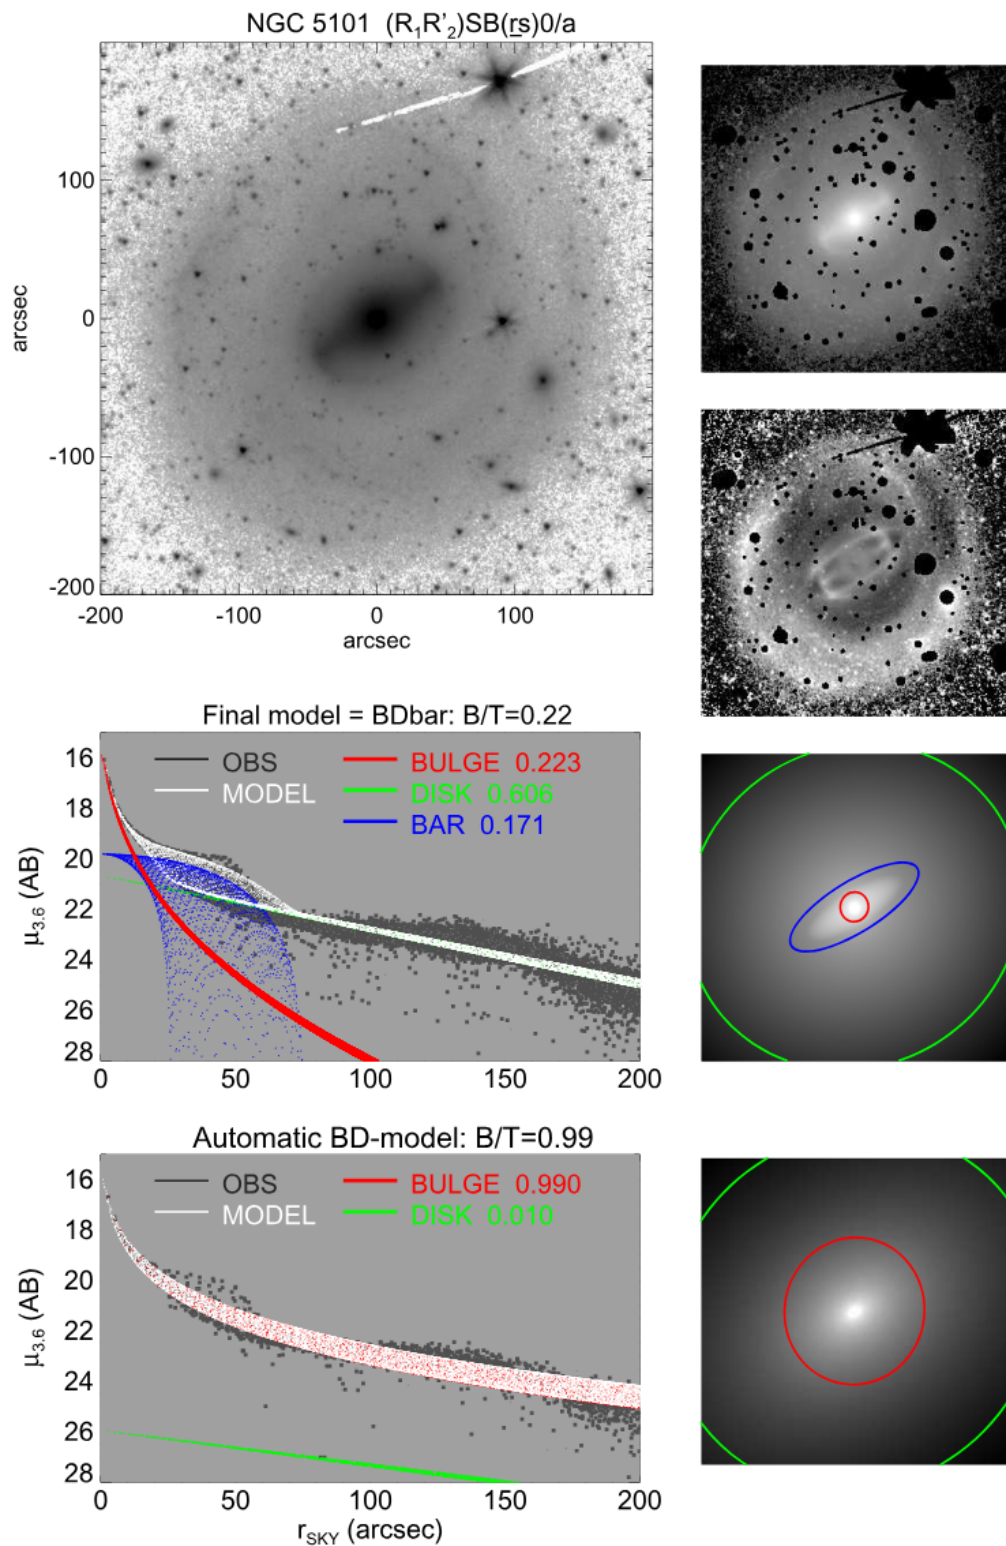 NGC 5101 (R₁R’₂)SB(rs)0/a
arcsec
100
0
-100
-200
-200 -100 0 100
arcsec
Final model = BDbar: B/T=0.22
OBS BULGE 0.223
MODEL DISK 0.606
BAR 0.171
μ₃.₆ (AB)
16
18
20
22
24
26
28
0 50 100 150 200
Automatic BD-model: B/T=0.99
OBS BULGE 0.990
MODEL DISK 0.010
μ₃.₆ (AB)
16
18
20
22
24
26
28
0 50 100 150 200
r_SKY (arcsec)